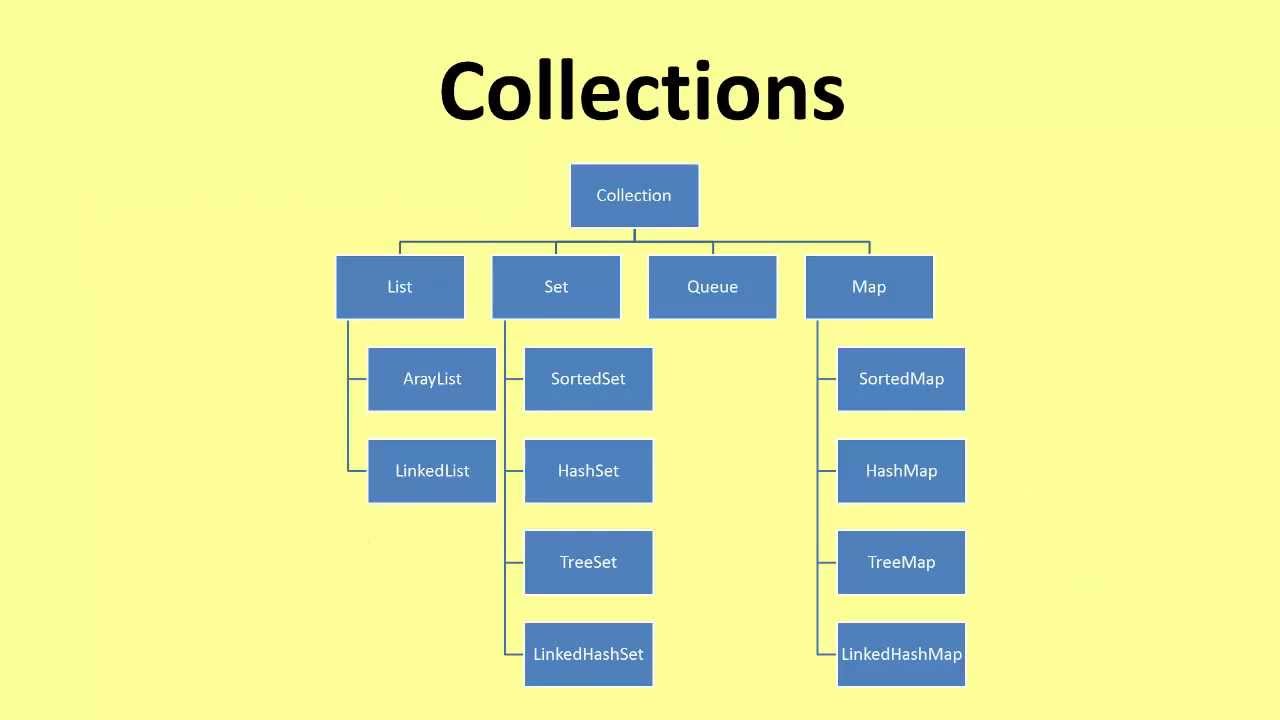 Collections
Collection
List
Set
Queue
Map
ArayList
SortedSet
SortedMap
LinkedList
HashSet
HashMap
TreeSet
TreeMap
LinkedHashSet
LinkedHashMap